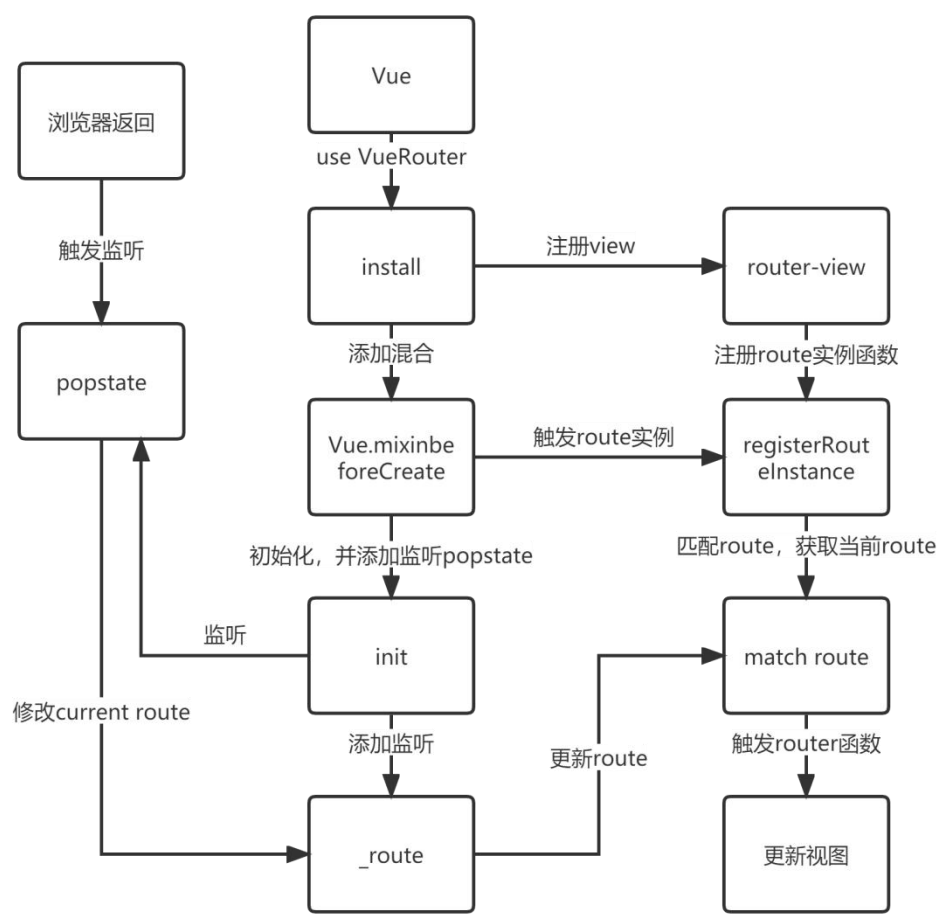 Vue
浏览器返回
use VueRouter
触发监听
install
注册view
router-view
添加混合
注册route实例函数
popstate
Vue.mixinbe
foreCreate
触发route实例
registerRout
eInstance
初始化，并添加监听popstate
匹配route，获取当前route
监听
init
match route
修改current route
添加监听
更新route
触发router函数
_route
更新视图